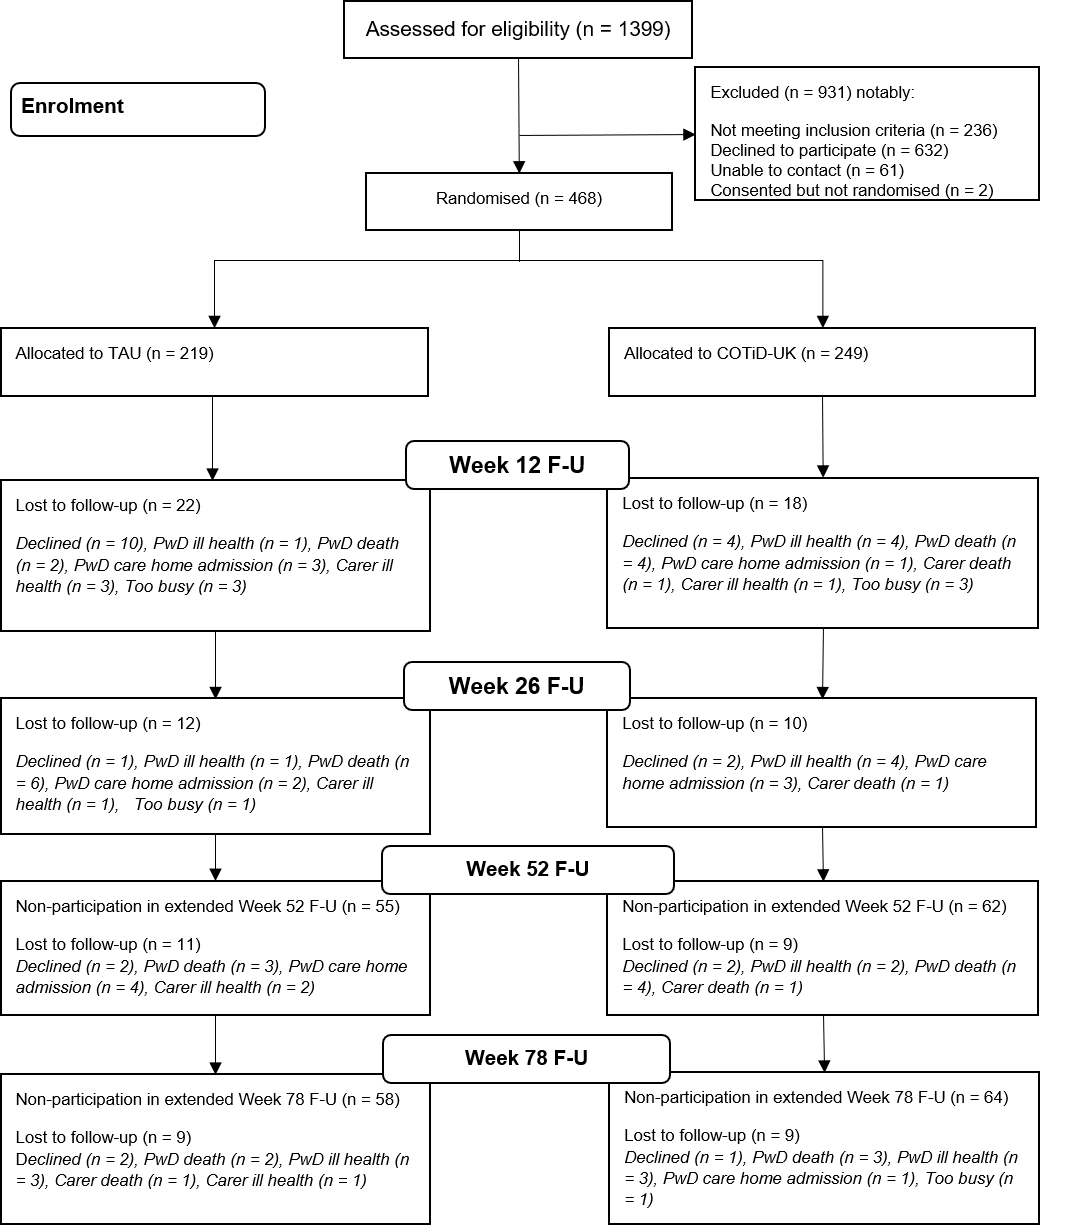 Assessed for eligibility (n = 1399)
Enrolment
Excluded (n = 931) notably:
Not meeting inclusion criteria (n = 236)
Declined to participate (n = 632)
Unable to contact (n = 61)
Consented but not randomised (n = 2)
Randomised (n = 468)
Allocated to TAU (n = 219)
Allocated to COTiD-UK (n = 249)
Week 12 F-U
Lost to follow-up (n = 22)
Declined (n = 10), PwD ill health (n = 1), PwD death
(n = 2), PwD care home admission (n = 3), Carer ill
health (n = 3), Too busy (n = 3)
Lost to follow-up (n = 18)
Declined (n = 4), PwD ill health (n = 4), PwD death (n
= 4), PwD care home admission (n = 1), Carer death
(n = 1), Carer ill health (n = 1), Too busy (n = 3)
Week 26 F-U
Lost to follow-up (n = 12)
Declined (n = 1), PwD ill health (n = 1), PwD death (n
= 6), PwD care home admission (n = 2), Carer ill
health (n = 1), Too busy (n = 1)
Lost to follow-up (n = 10)
Declined (n = 2), PwD ill health (n = 4), PwD care
home admission (n = 3), Carer death (n = 1)
Week 52 F-U
Non-participation in extended Week 52 F-U (n = 55)
Lost to follow-up (n = 11)
Declined (n = 2), PwD death (n = 3), PwD care home
admission (n = 4), Carer ill health (n = 2)
Non-participation in extended Week 52 F-U (n = 62)
Lost to follow-up (n = 9)
Declined (n = 2), PwD ill health (n = 2), PwD death (n
= 4), Carer death (n = 1)
Week 78 F-U
Non-participation in extended Week 78 F-U (n = 58)
Lost to follow-up (n = 9)
Declined (n = 2), PwD death (n = 2), PwD ill health (n
= 3), Carer death (n = 1), Carer ill health (n = 1)
Non-participation in extended Week 78 F-U (n = 64)
Lost to follow-up (n = 9)
Declined (n = 1), PwD death (n = 3), PwD ill health (n
= 3), PwD care home admission (n = 1), Too busy (n
= 1)